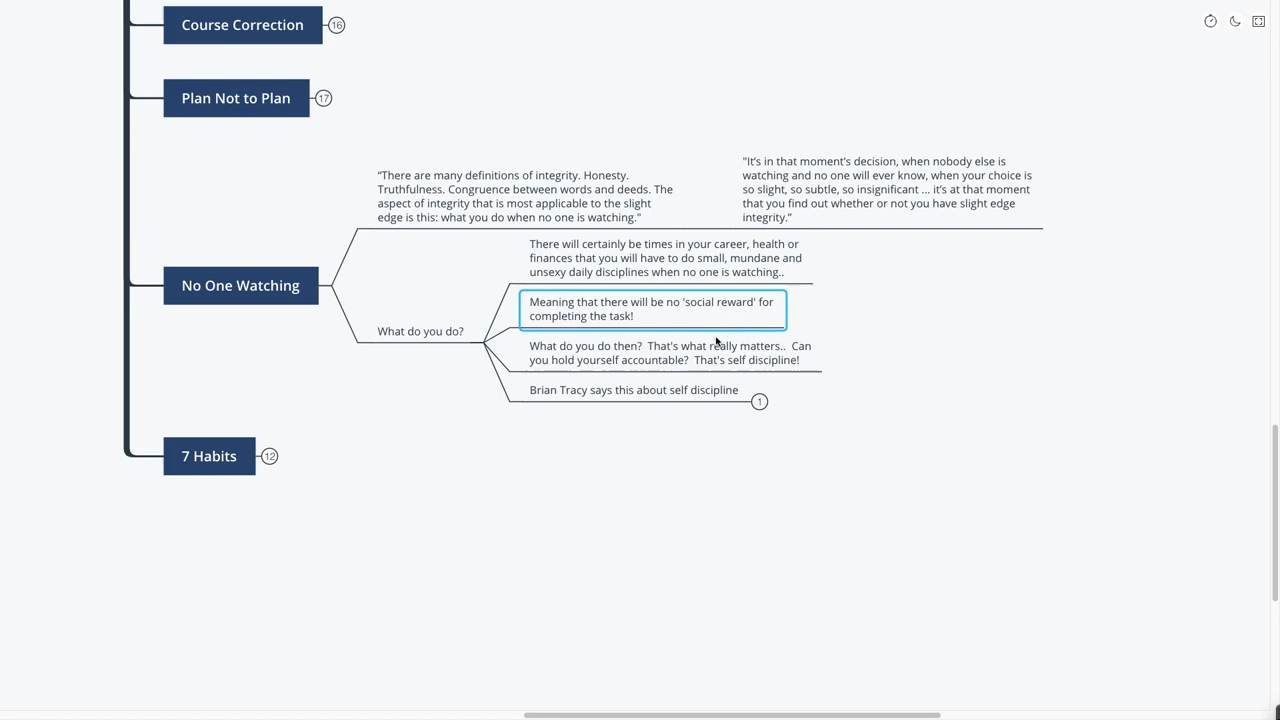 Course Correction
16
Plan Not to Plan
17
"There are many definitions of integrity. Honesty.
Truthfulness. Congruence between words and deeds. The
aspect of integrity that is most applicable to the slight
edge is this: what you do when no one is watching."
"It's in that moment's decision, when nobody else is
watching and no one will ever know, when your choice is
so slight, so subtle, so insignificant ... it's at that moment
that you find out whether or not you have slight edge
integrity."
No One Watching
What do you do?
There will certainly be times in your career, health or
finances that you will have to do small, mundane and
unsexy daily disciplines when no one is watching..
Meaning that there will be no 'social reward' for
completing the task!
What do you do then?  That's what really matters..  Can
you hold yourself accountable?  That's self discipline!
Brian Tracy says this about self discipline
1
7 Habits
12